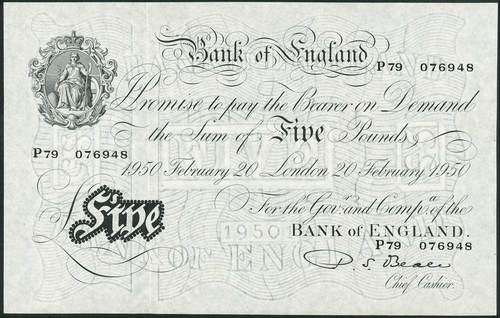 Bank of England
P79 076948
I Promise to pay the Bearer on Demand
the Sum of Five Pounds
P79 076948
1950 February 20 London 20 February 1950
For the Gov:r and Comp:a of the
Five
1950
BANK OF ENGLAND.
P79 076948
P. S. Beale
Chief Cashier.